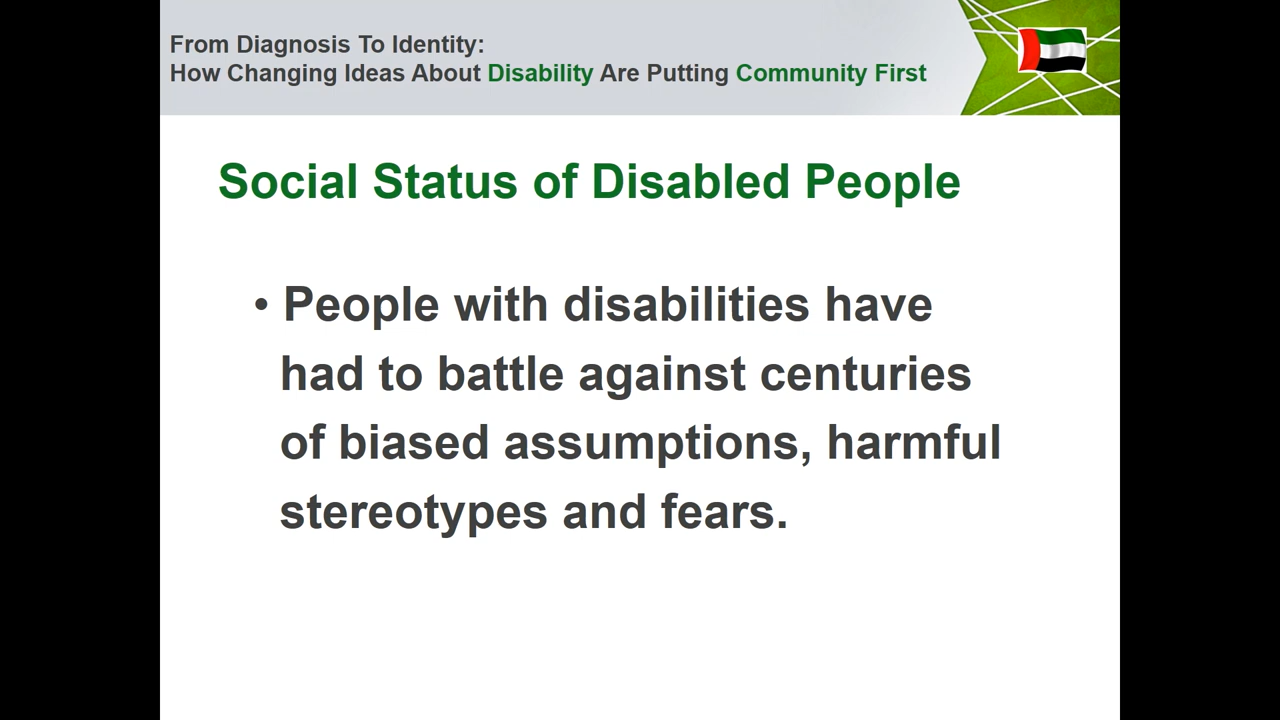 From Diagnosis To Identity:
How Changing Ideas About Disability Are Putting Community First
Social Status of Disabled People
• People with disabilities have
had to battle against centuries
of biased assumptions, harmful
stereotypes and fears.